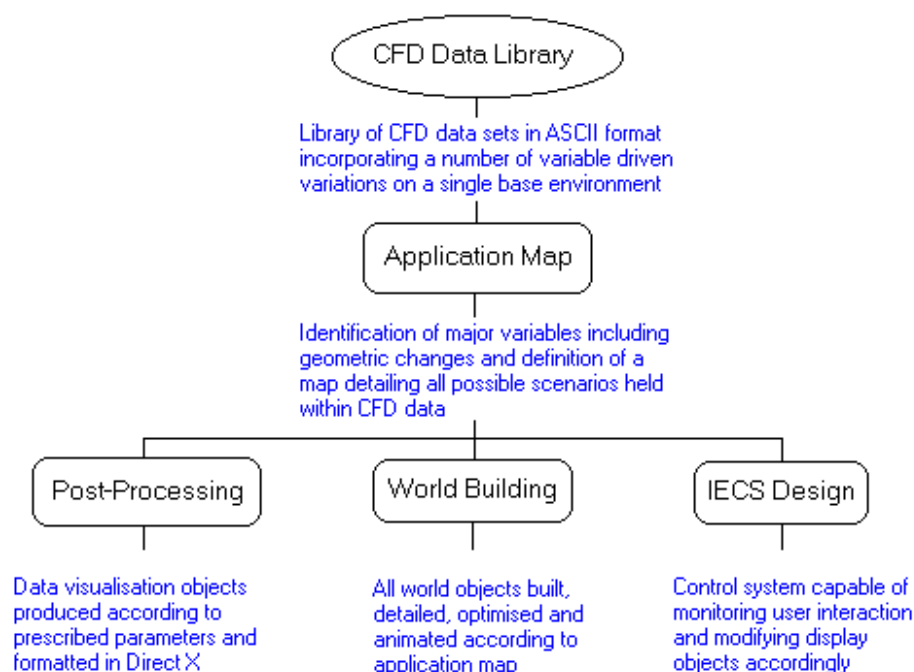 CFD Data Library
Library of CFD data sets in ASCII format
incorporating a number of variable driven
variations on a single base environment
Application Map
Identification of major variables including
geometric changes and definition of a
map detailing all possible scenarios held
within CFD data
Post-Processing
World Building
IECS Design
Data visualisation objects
produced according to
prescribed parameters and
formatted in Direct X
All world objects built,
detailed, optimised and
animated according to
application map
Control system capable of
monitoring user interaction
and modifying display
objects accordingly